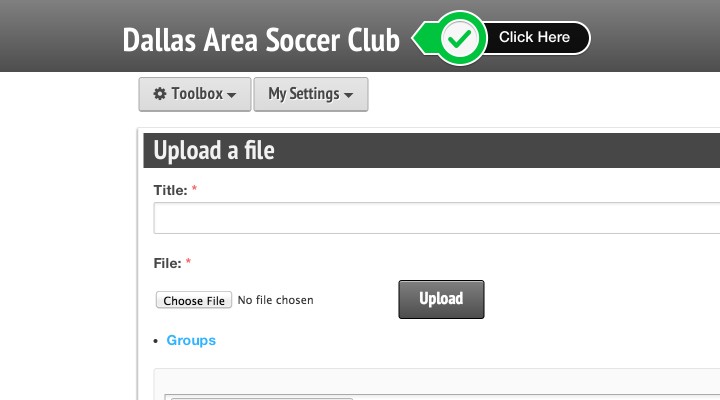 Dallas Area Soccer Club
Click Here
Toolbox
My Settings
Upload a file
Title: *
File: *
Choose File No file chosen
Upload
• Groups